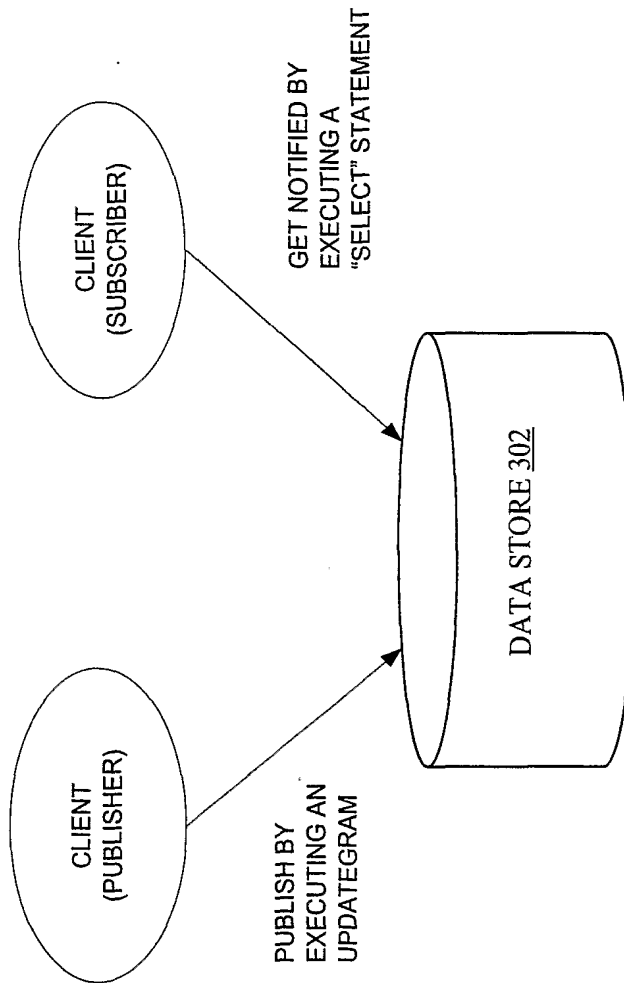 CLIENT
(PUBLISHER)
CLIENT
(SUBSCRIBER)
PUBLISH BY
EXECUTING AN
UPDATEGRAM
GET NOTIFIED BY
EXECUTING A
“SELECT” STATEMENT
DATA STORE 302